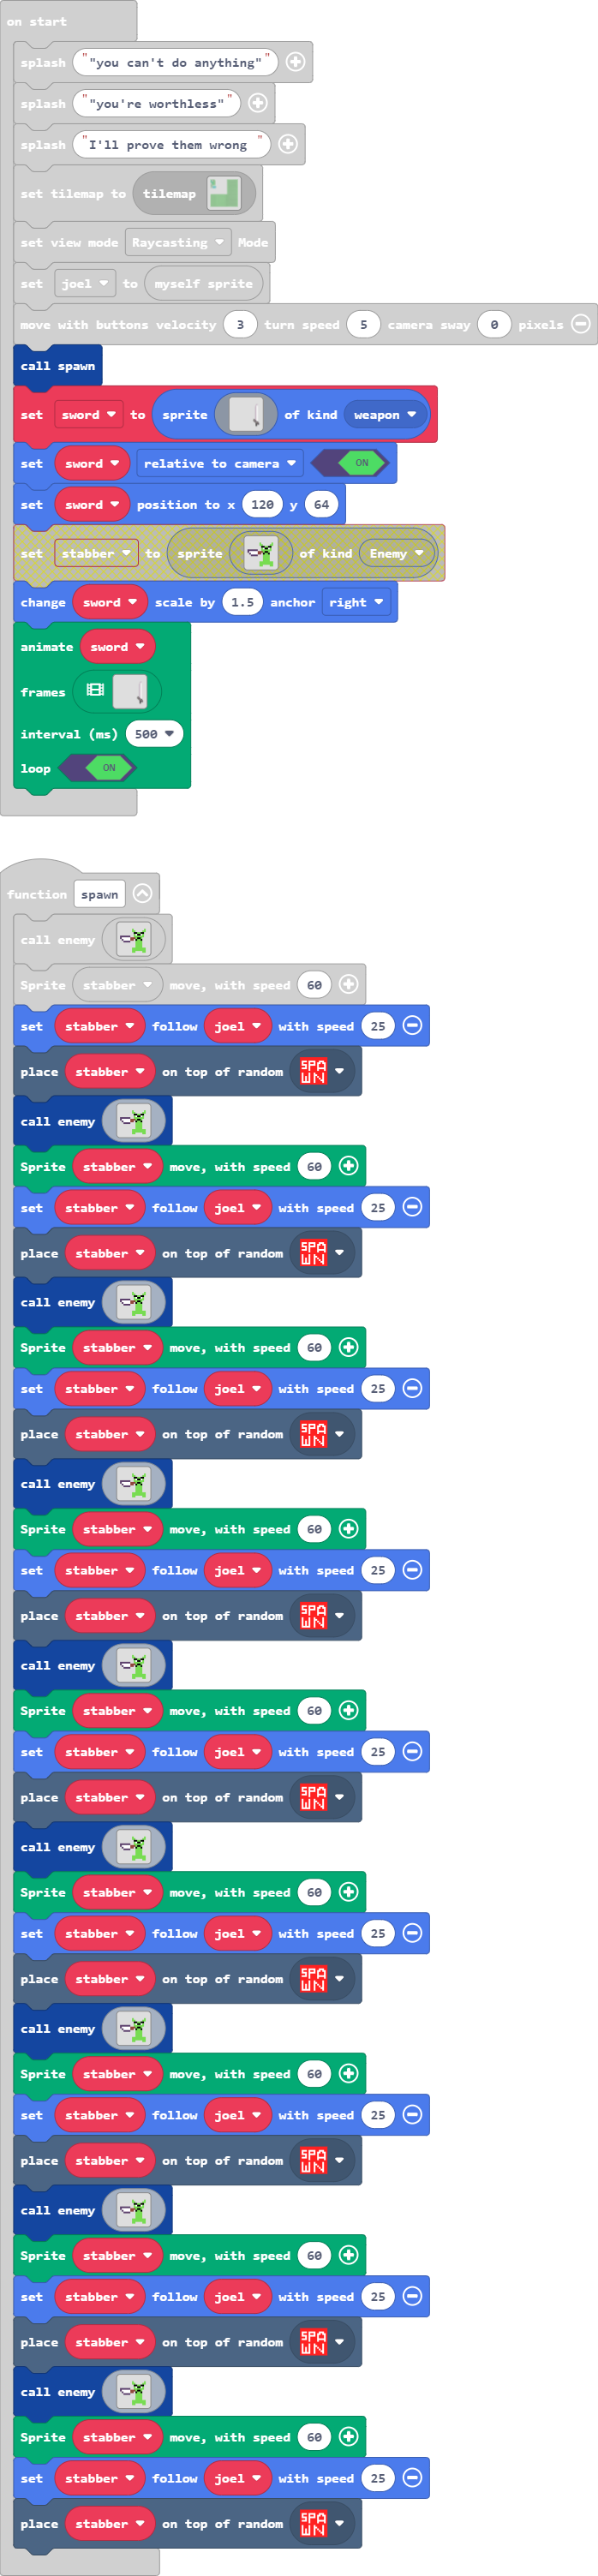 on start
splash ""you can't do anything""
splash ""you're worthless""
splash "I'll prove them wrong "
set tilemap to tilemap
set view mode Raycasting Mode
set joel to myself sprite
move with buttons velocity 3 turn speed 5 camera sway 0 pixels
call spawn
set sword to sprite of kind weapon
set sword relative to camera ON
set sword position to x 120 y 64
set stabber to sprite of kind Enemy
change sword scale by 1.5 anchor right
animate sword
frames
interval (ms) 500
loop ON
function spawn
call enemy
Sprite stabber move, with speed 60
set stabber follow joel with speed 25
place stabber on top of random SPAWN
call enemy
Sprite stabber move, with speed 60
set stabber follow joel with speed 25
place stabber on top of random SPAWN
call enemy
Sprite stabber move, with speed 60
set stabber follow joel with speed 25
place stabber on top of random SPAWN
call enemy
Sprite stabber move, with speed 60
set stabber follow joel with speed 25
place stabber on top of random SPAWN
call enemy
Sprite stabber move, with speed 60
set stabber follow joel with speed 25
place stabber on top of random SPAWN
call enemy
Sprite stabber move, with speed 60
set stabber follow joel with speed 25
place stabber on top of random SPAWN
call enemy
Sprite stabber move, with speed 60
set stabber follow joel with speed 25
place stabber on top of random SPAWN
call enemy
Sprite stabber move, with speed 60
set stabber follow joel with speed 25
place stabber on top of random SPAWN
call enemy
Sprite stabber move, with speed 60
set stabber follow joel with speed 25
place stabber on top of random SPAWN